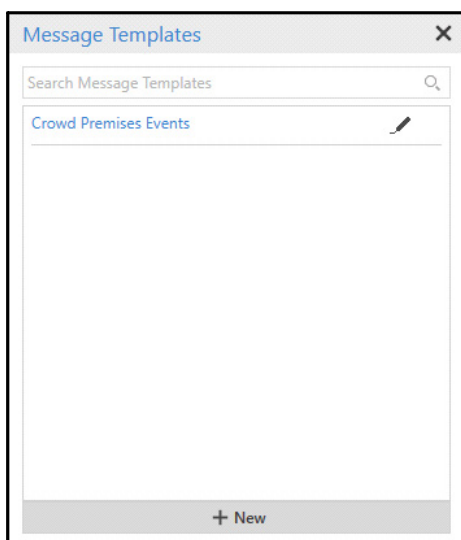 Message Templates
Search Message Templates
Crowd Premises Events
+ New